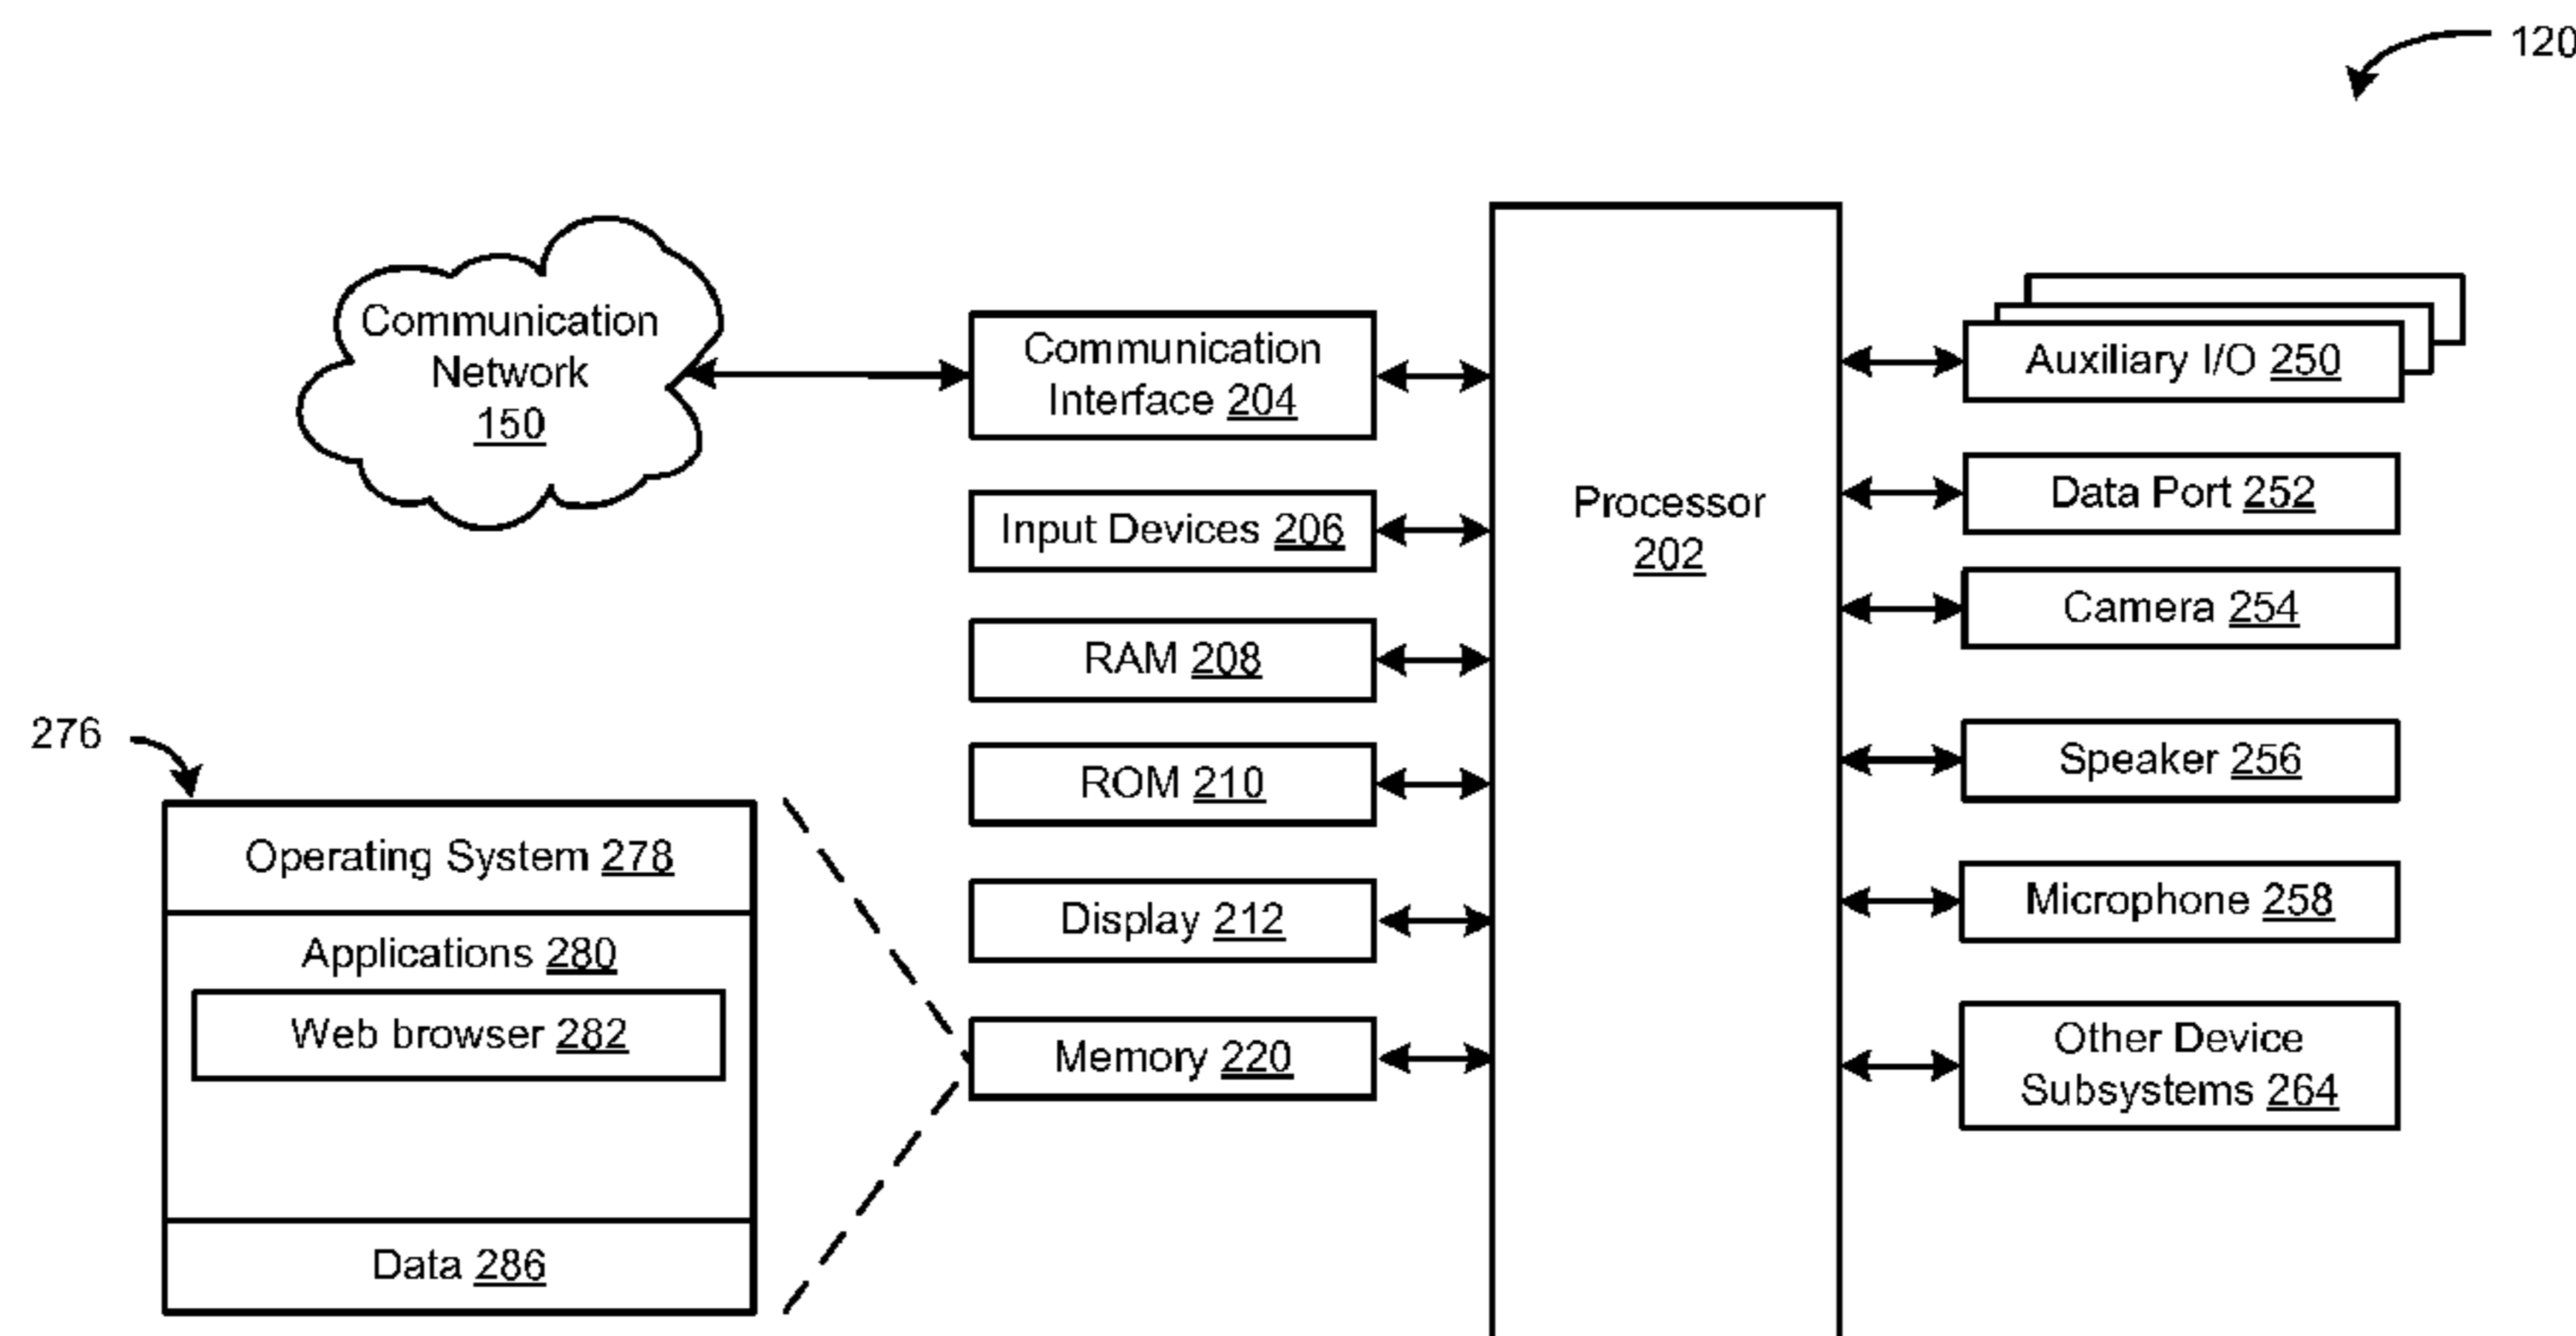 120
Communication
Network
150
Communication
Interface 204
Input Devices 206
RAM 208
ROM 210
Display 212
Memory 220
Processor
202
Auxiliary I/O 250
Data Port 252
Camera 254
Speaker 256
Microphone 258
Other Device
Subsystems 264
276
Operating System 278
Applications 280
Web browser 282
Data 286